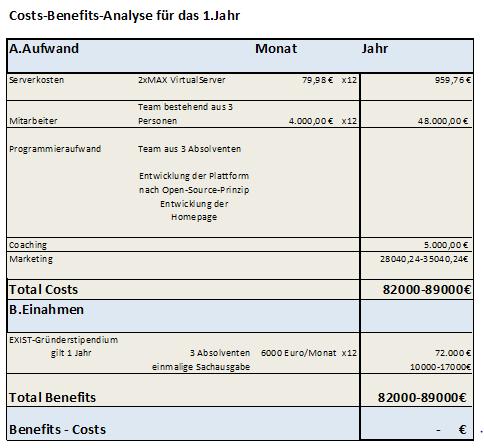 Costs-Benefits-Analyse für das 1.Jahr
A.Aufwand Monat Jahr
Serverkosten 2xMAX VirtualServer 79,98 € x12 959,76 €
Team bestehend aus 3
Mitarbeiter Personen 4.000,00 € x12 48.000,00 €
Programmieraufwand Team aus 3 Absolventen
Entwicklung der Plattform
nach Open-Source-Prinzip
Entwicklung der
Homepage
Coaching 5.000,00 €
Marketing 28040,24-35040,24€
Total Costs 82000-89000€
B.Einahmen
EXIST-Gründerstipendium
gilt 1 Jahr 3 Absolventen 6000 Euro/Monat x12 72.000 €
einmalige Sachausgabe 10000-17000€
Total Benefits 82000-89000€
Benefits - Costs - €
.